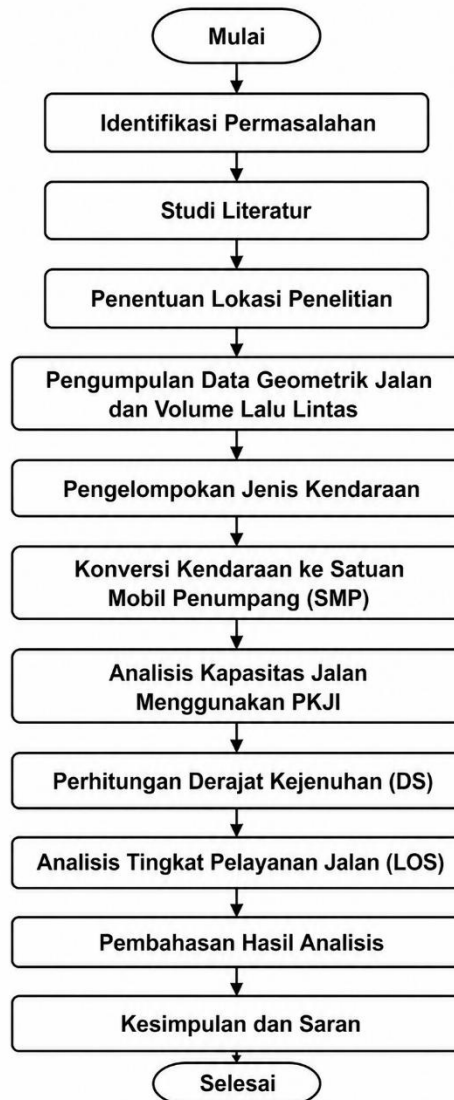 Mulai
Identifikasi Permasalahan
Studi Literatur
Penentuan Lokasi Penelitian
Pengumpulan Data Geometrik Jalan
dan Volume Lalu Lintas
Pengelompokan Jenis Kendaraan
Konversi Kendaraan ke Satuan
Mobil Penumpang (SMP)
Analisis Kapasitas Jalan
Menggunakan PKJI
Perhitungan Derajat Kejenuhan (DS)
Analisis Tingkat Pelayanan Jalan (LOS)
Pembahasan Hasil Analisis
Kesimpulan dan Saran
Selesai